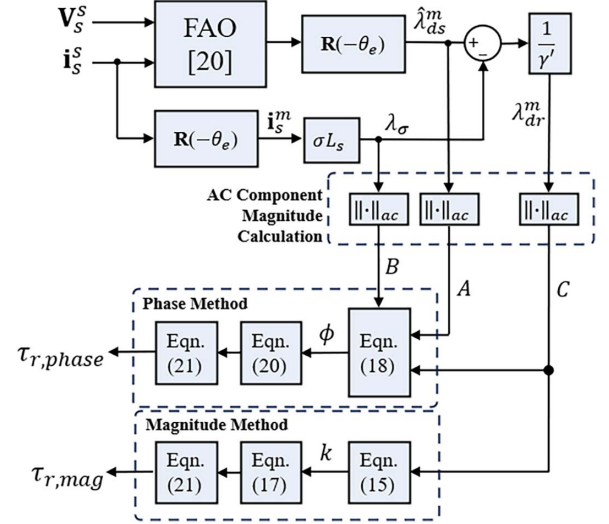 V_s^s
FAO
[20]
R(−θ_e)
λ̂_ds^m
+
−
1/γ'
i_s^s
R(−θ_e)
i_s^m
σL_s
λ_σ
λ_dr^m
AC Component
Magnitude
Calculation
‖·‖_ac
‖·‖_ac
‖·‖_ac
B
A
C
Phase Method
τ_r,phase
Eqn.
(21)
Eqn.
(20)
ϕ
Eqn.
(18)
Magnitude Method
τ_r,mag
Eqn.
(21)
Eqn.
(17)
k
Eqn.
(15)